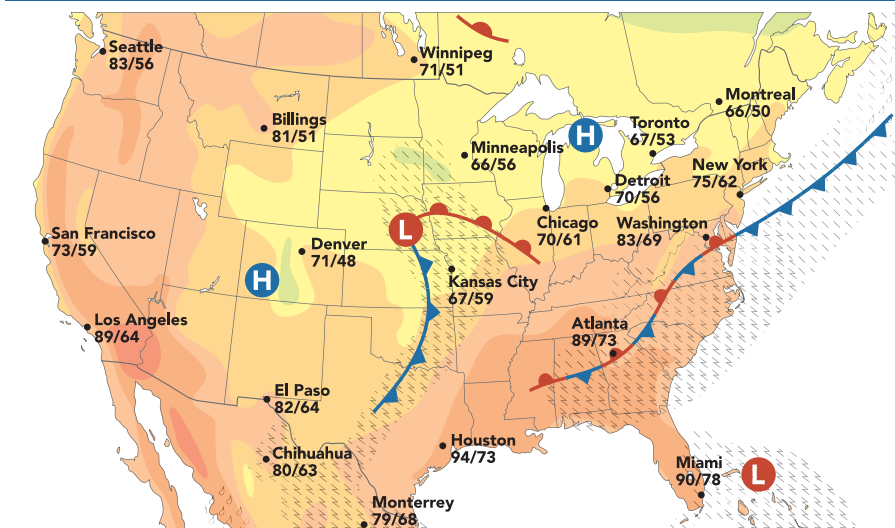 Seattle
83/56
Winnipeg
71/51
Billings
81/51
Minneapolis
66/56
H
Toronto
67/53
Montreal
66/50
Detroit
70/56
New York
75/62
San Francisco
73/59
Denver
71/48
H
L
Chicago
70/61
Washington
83/69
Kansas City
67/59
Los Angeles
89/64
Atlanta
89/73
El Paso
82/64
Chihuahua
80/63
Houston
94/73
Monterrey
79/68
Miami
90/78
L